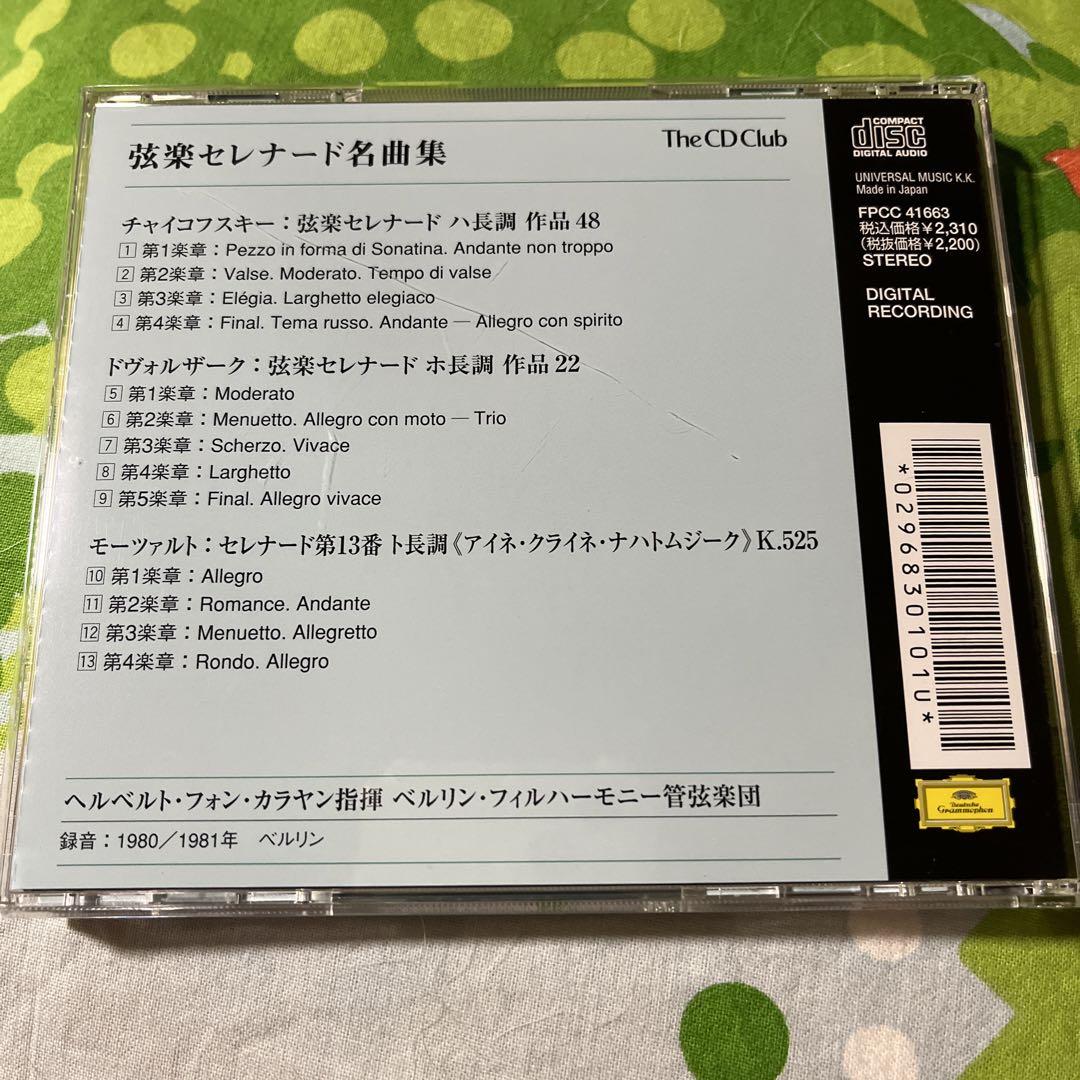 弦楽セレナード名曲集
The CD Club
チャイコフスキー：弦楽セレナード ハ長調 作品48
1 第1楽章：Pezzo in forma di Sonatina. Andante non troppo
2 第2楽章：Valse. Moderato. Tempo di valse
3 第3楽章：Elégia. Larghetto elegiaco
4 第4楽章：Final. Tema russo. Andante — Allegro con spirito
ドヴォルザーク：弦楽セレナード ホ長調 作品22
5 第1楽章：Moderato
6 第2楽章：Menuetto. Allegro con moto — Trio
7 第3楽章：Scherzo. Vivace
8 第4楽章：Larghetto
9 第5楽章：Final. Allegro vivace
モーツァルト：セレナード第13番 ト長調《アイネ・クライネ・ナハトムジーク》K.525
10 第1楽章：Allegro
11 第2楽章：Romance. Andante
12 第3楽章：Menuetto. Allegretto
13 第4楽章：Rondo. Allegro
ヘルベルト・フォン・カラヤン指揮 ベルリン・フィルハーモニー管弦楽団
録音：1980／1981年 ベルリン
COMPACT
disc
DIGITAL AUDIO
UNIVERSAL MUSIC K.K.
Made in Japan
FPCC 41663
税込価格¥2,310
(税抜価格¥2,200)
STEREO
DIGITAL
RECORDING
*0296830101U*
Deutsche
Grammophon